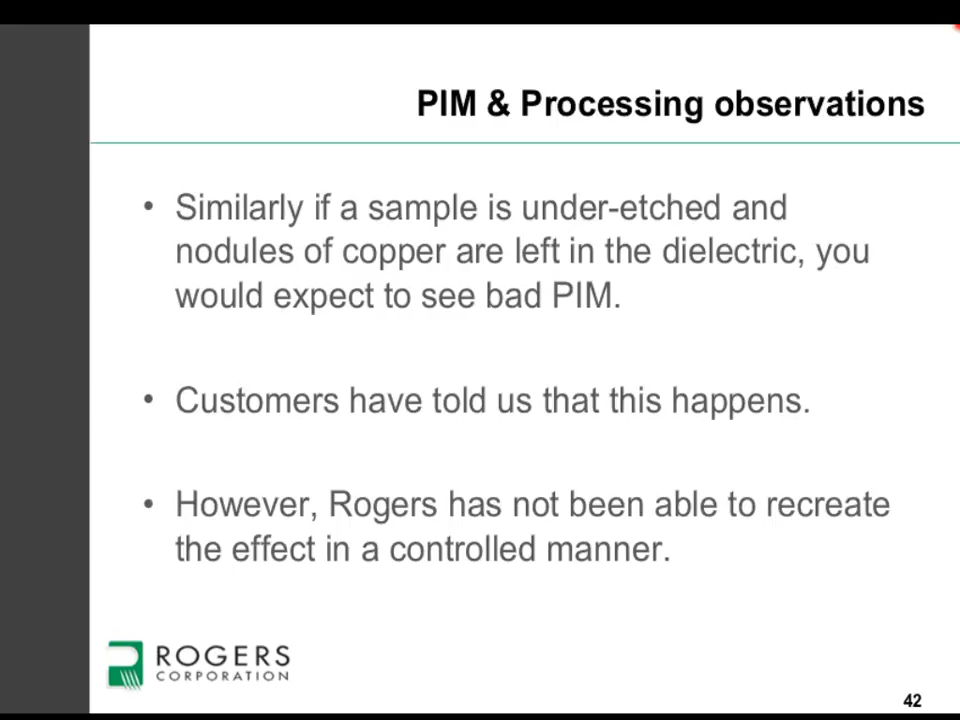 PIM & Processing observations
• Similarly if a sample is under-etched and
nodules of copper are left in the dielectric, you
would expect to see bad PIM.
• Customers have told us that this happens.
• However, Rogers has not been able to recreate
the effect in a controlled manner.
ROGERS
CORPORATION
42